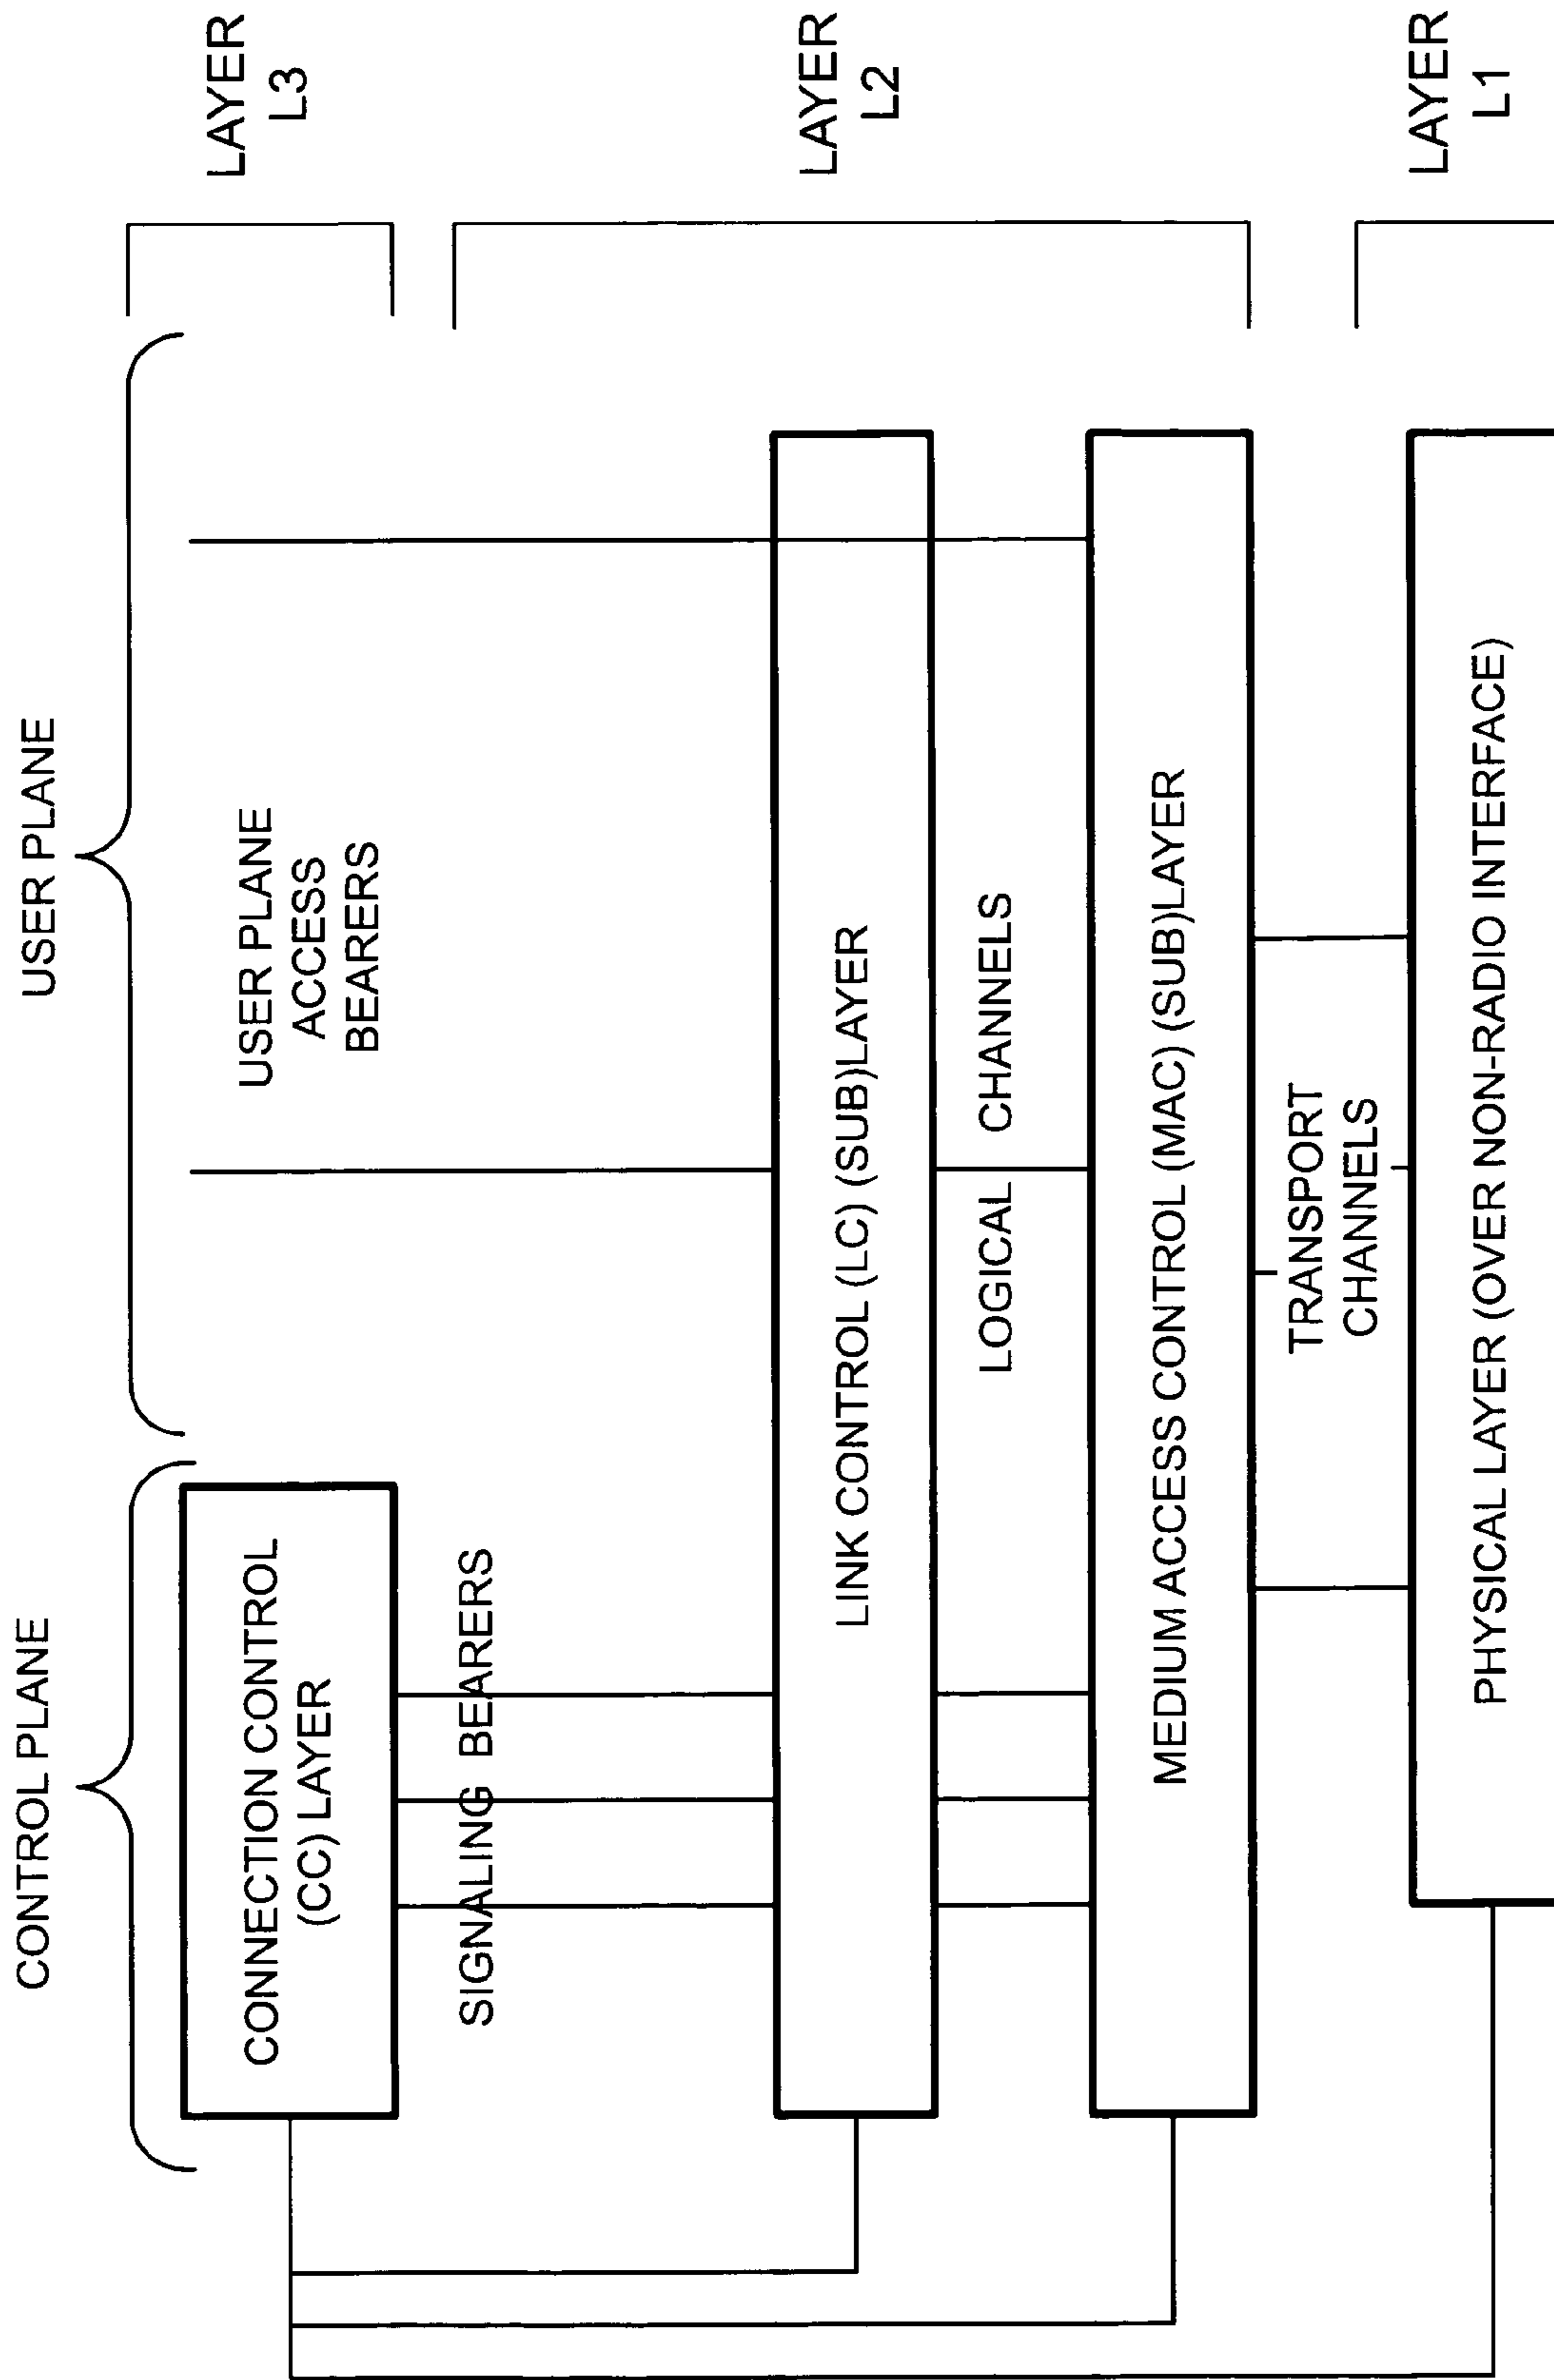 CONTROL PLANE
USER PLANE
CONNECTION CONTROL
(CC) LAYER
USER PLANE
ACCESS
BEARERS
LAYER
L3
SIGNALING BEARERS
LINK CONTROL (LC) (SUB)LAYER
LAYER
L2
LOGICAL CHANNELS
MEDIUM ACCESS CONTROL (MAC) (SUB)LAYER
TRANSPORT
CHANNELS
PHYSICAL LAYER (OVER NON-RADIO INTERFACE)
LAYER
L1